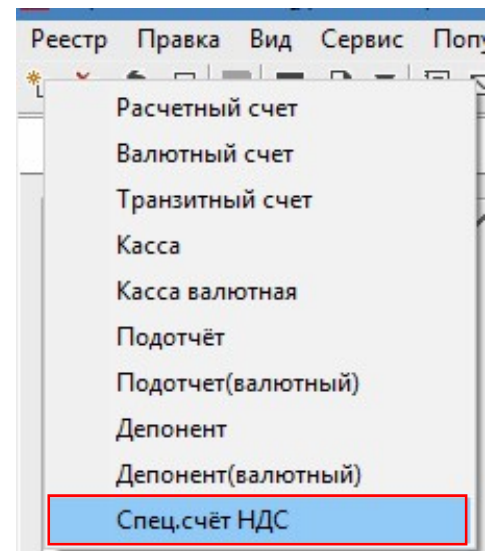 Реестр Правка Вид Сервис
Расчетный счет
Валютный счет
Транзитный счет
Касса
Касса валютная
Подотчёт
Подотчет(валютный)
Депонент
Депонент(валютный)
Спец.счёт НДС